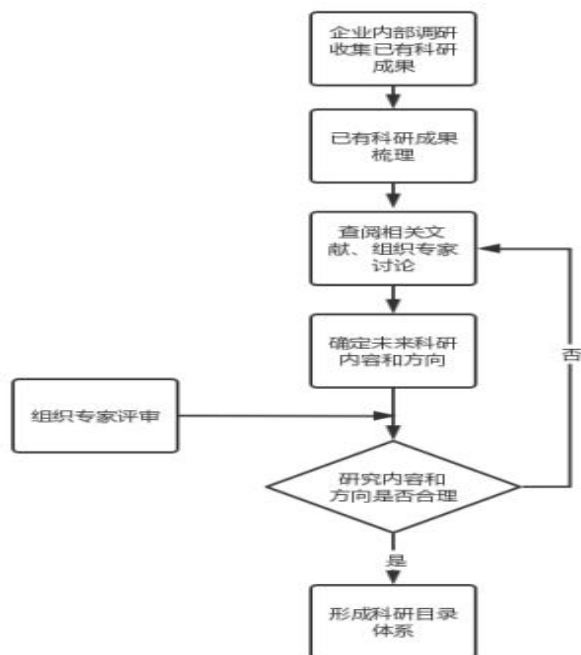 企业内部调研
收集已有科研
成果
已有科研成果
梳理
查阅相关文
献、组织专家
讨论
确定未来科研
内容和方向
否
组织专家评审
研究内容和
方向是否合理
是
形成科研目录
体系